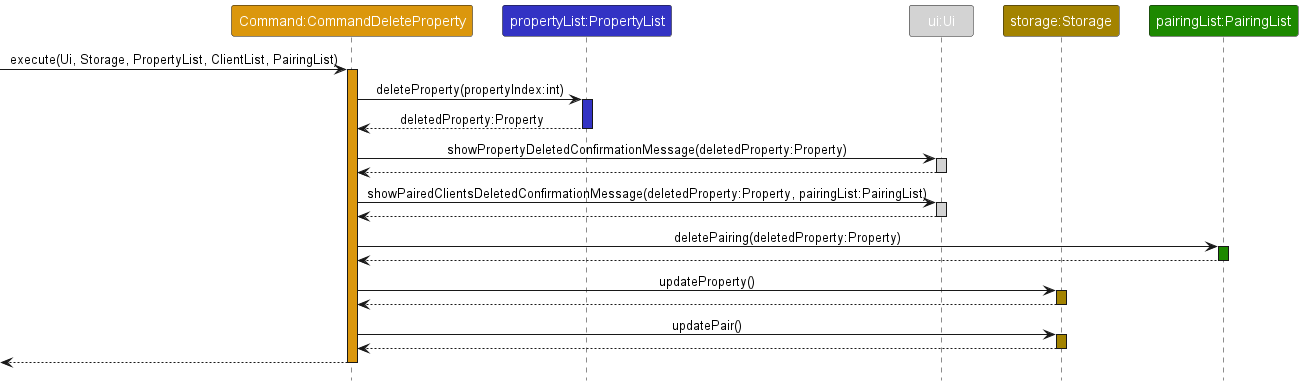 Command:CommandDeleteProperty
propertyList:PropertyList
ui:Ui
storage:Storage
pairingList:PairingList
execute(Ui, Storage, PropertyList, ClientList, PairingList)
deleteProperty(propertyIndex:int)
deletedProperty:Property
showPropertyDeletedConfirmationMessage(deletedProperty:Property)
showPairedClientsDeletedConfirmationMessage(deletedProperty:Property, pairingList:PairingList)
deletePairing(deletedProperty:Property)
updateProperty()
updatePair()